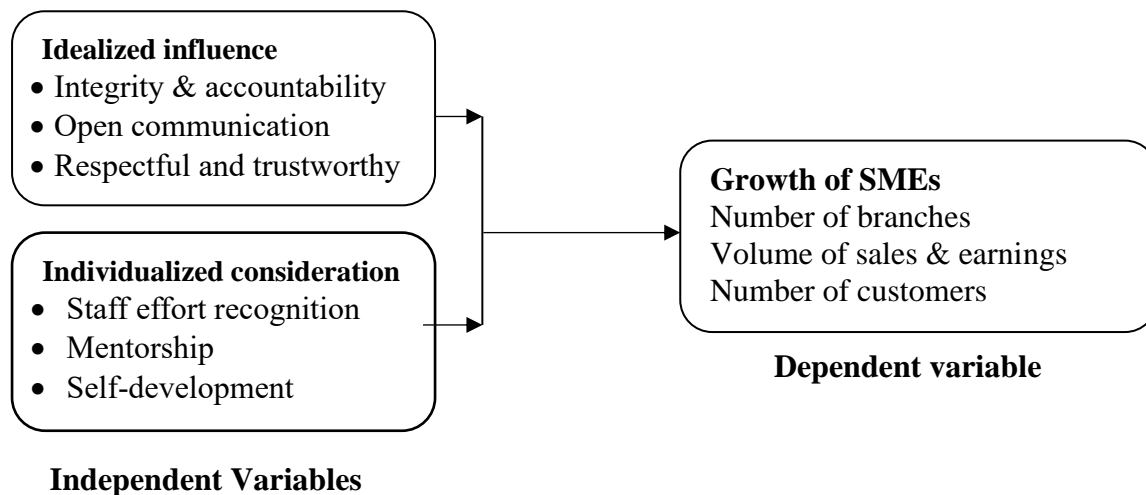 Idealized influence
• Integrity & accountability
• Open communication
• Respectful and trustworthy
Individualized consideration
• Staff effort recognition
• Mentorship
• Self-development
Independent Variables
Growth of SMEs
Number of branches
Volume of sales & earnings
Number of customers
Dependent variable